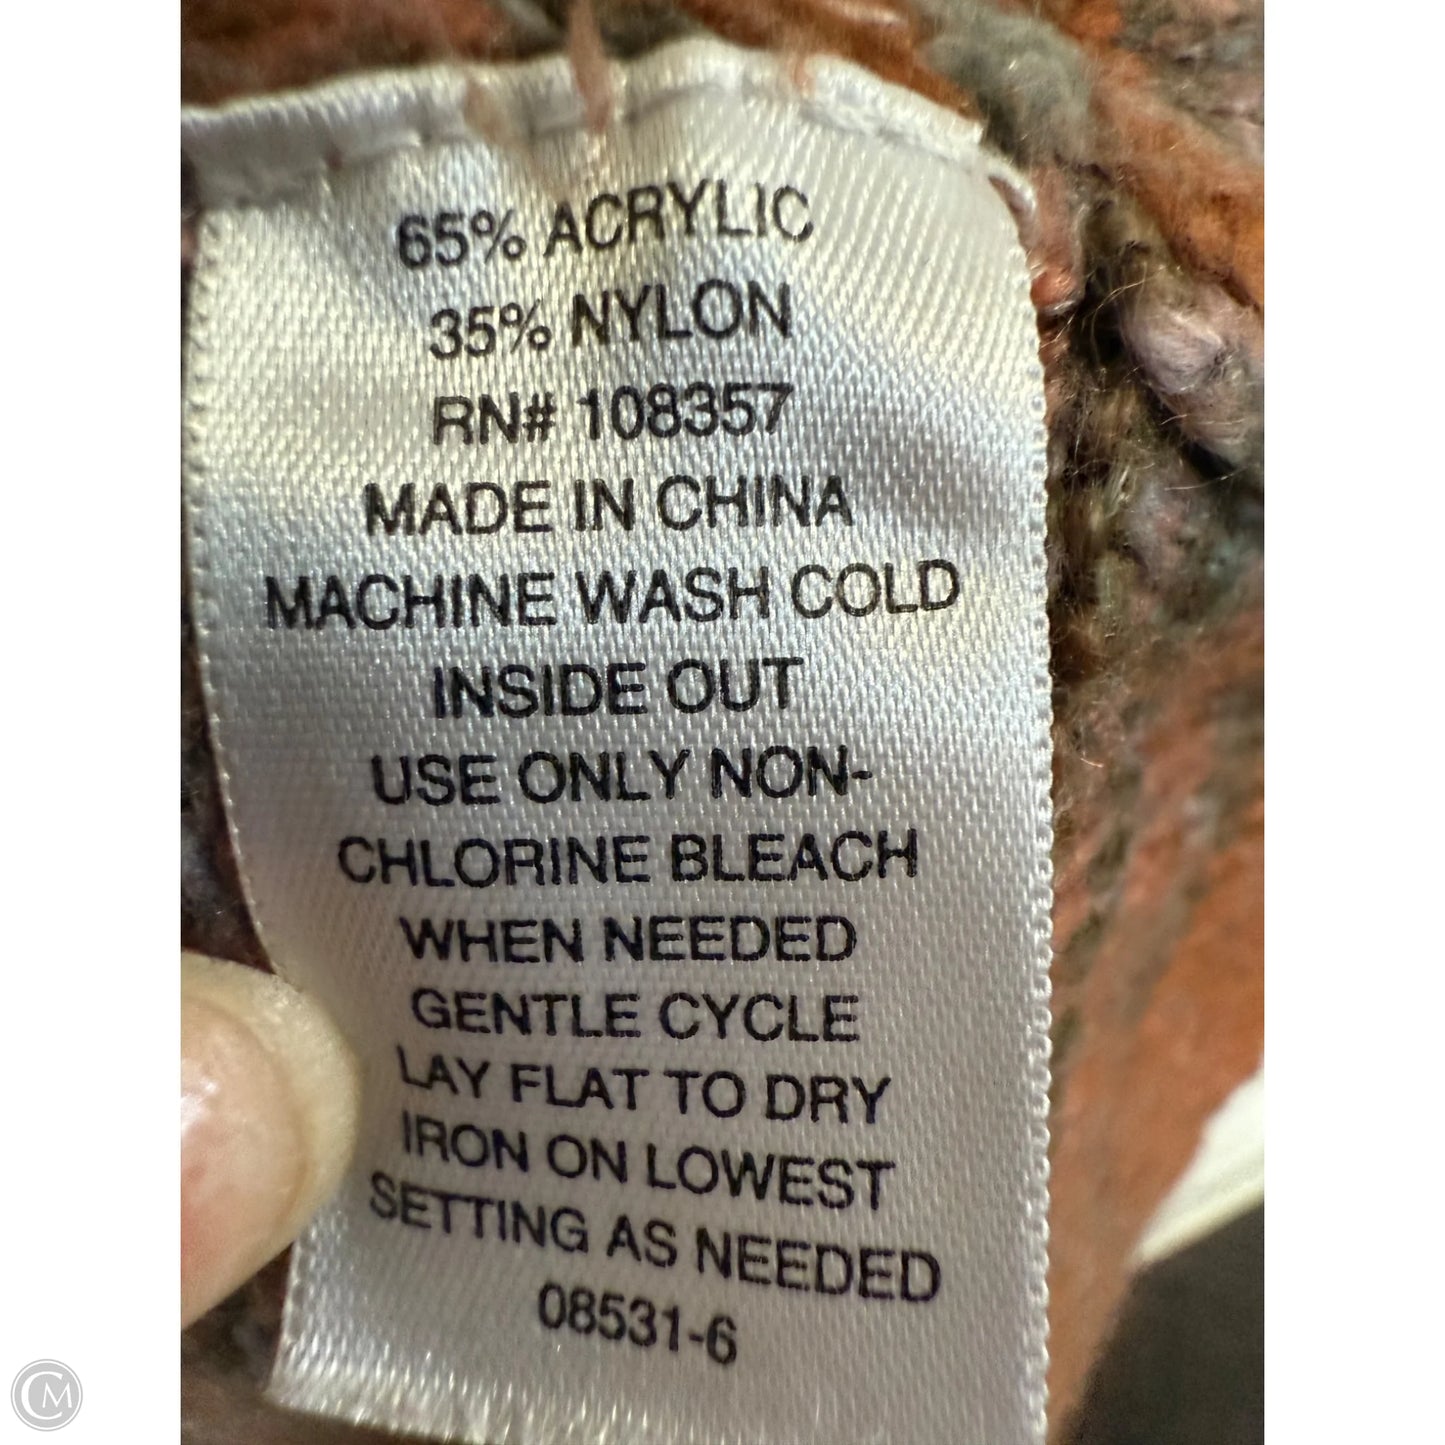 65% ACRYLIC
35% NYLON
RN# 108357
MADE IN CHINA
MACHINE WASH COLD
INSIDE OUT
USE ONLY NON-
CHLORINE BLEACH
WHEN NEEDED
GENTLE CYCLE
LAY FLAT TO DRY
IRON ON LOWEST
SETTING AS NEEDED
08531-6
CM